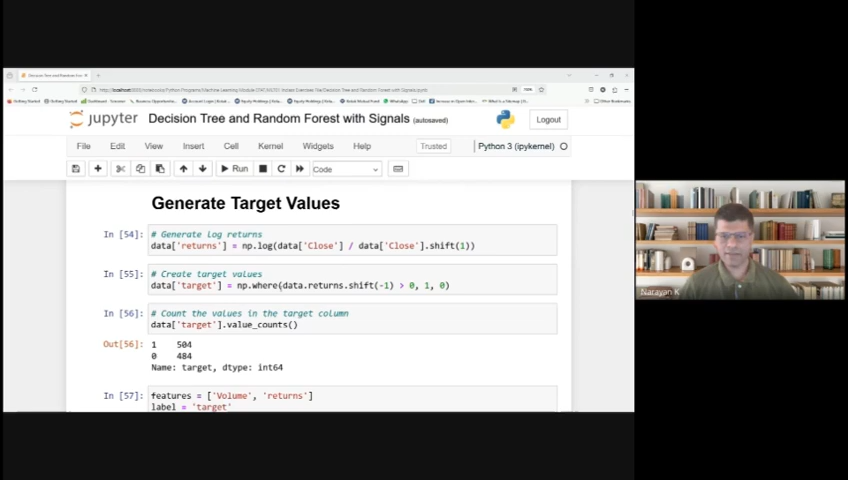 jupyter Decision Tree and Random Forest with Signals (autosaved) Logout
File Edit View Insert Cell Kernel Widgets Help Trusted Python 3 (ipykernel)
Run Code
Generate Target Values
In [54]: # Generate log returns
data['returns'] = np.log(data['Close'] / data['Close'].shift(1))
In [55]: # Create target values
data['target'] = np.where(data.returns.shift(-1) > 0, 1, 0)
In [56]: # Count the values in the target column
data['target'].value_counts()
Out[56]: 1 504
0 484
Name: target, dtype: int64
In [57]: features = ['Volume', 'returns']
label = 'target'
Narayan K